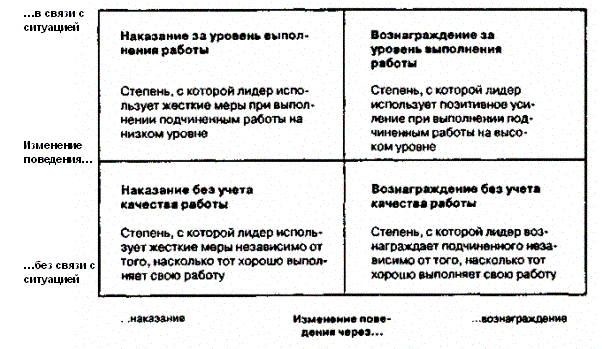 ...в связи с
ситуацией
Наказание за уровень выпол-
нения работы
Степень, с которой лидер испо-
льзует жесткие меры при выпол-
нении подчиненным работы на
низком уровне
Вознаграждение за
уровень выполнения
работы
Степень, с которой лидер
использует позитивное уси-
ление при выполнении под-
чиненным работы на высо-
ком уровне
Изменение
поведения...
Наказание без учета
качества работы
Степень, с которой лидер исполь-
зует жесткие меры независимо от
того, насколько тот хорошо выпол-
няет свою работу
Вознаграждение без учета
качества работы
Степень, с которой лидер воз-
награждает подчиненного неза-
висимо от того, насколько тот
хорошо выполняет свою работу
...без связи с
ситуацией
...наказание
Изменение пове-
дения через...
...вознаграждение